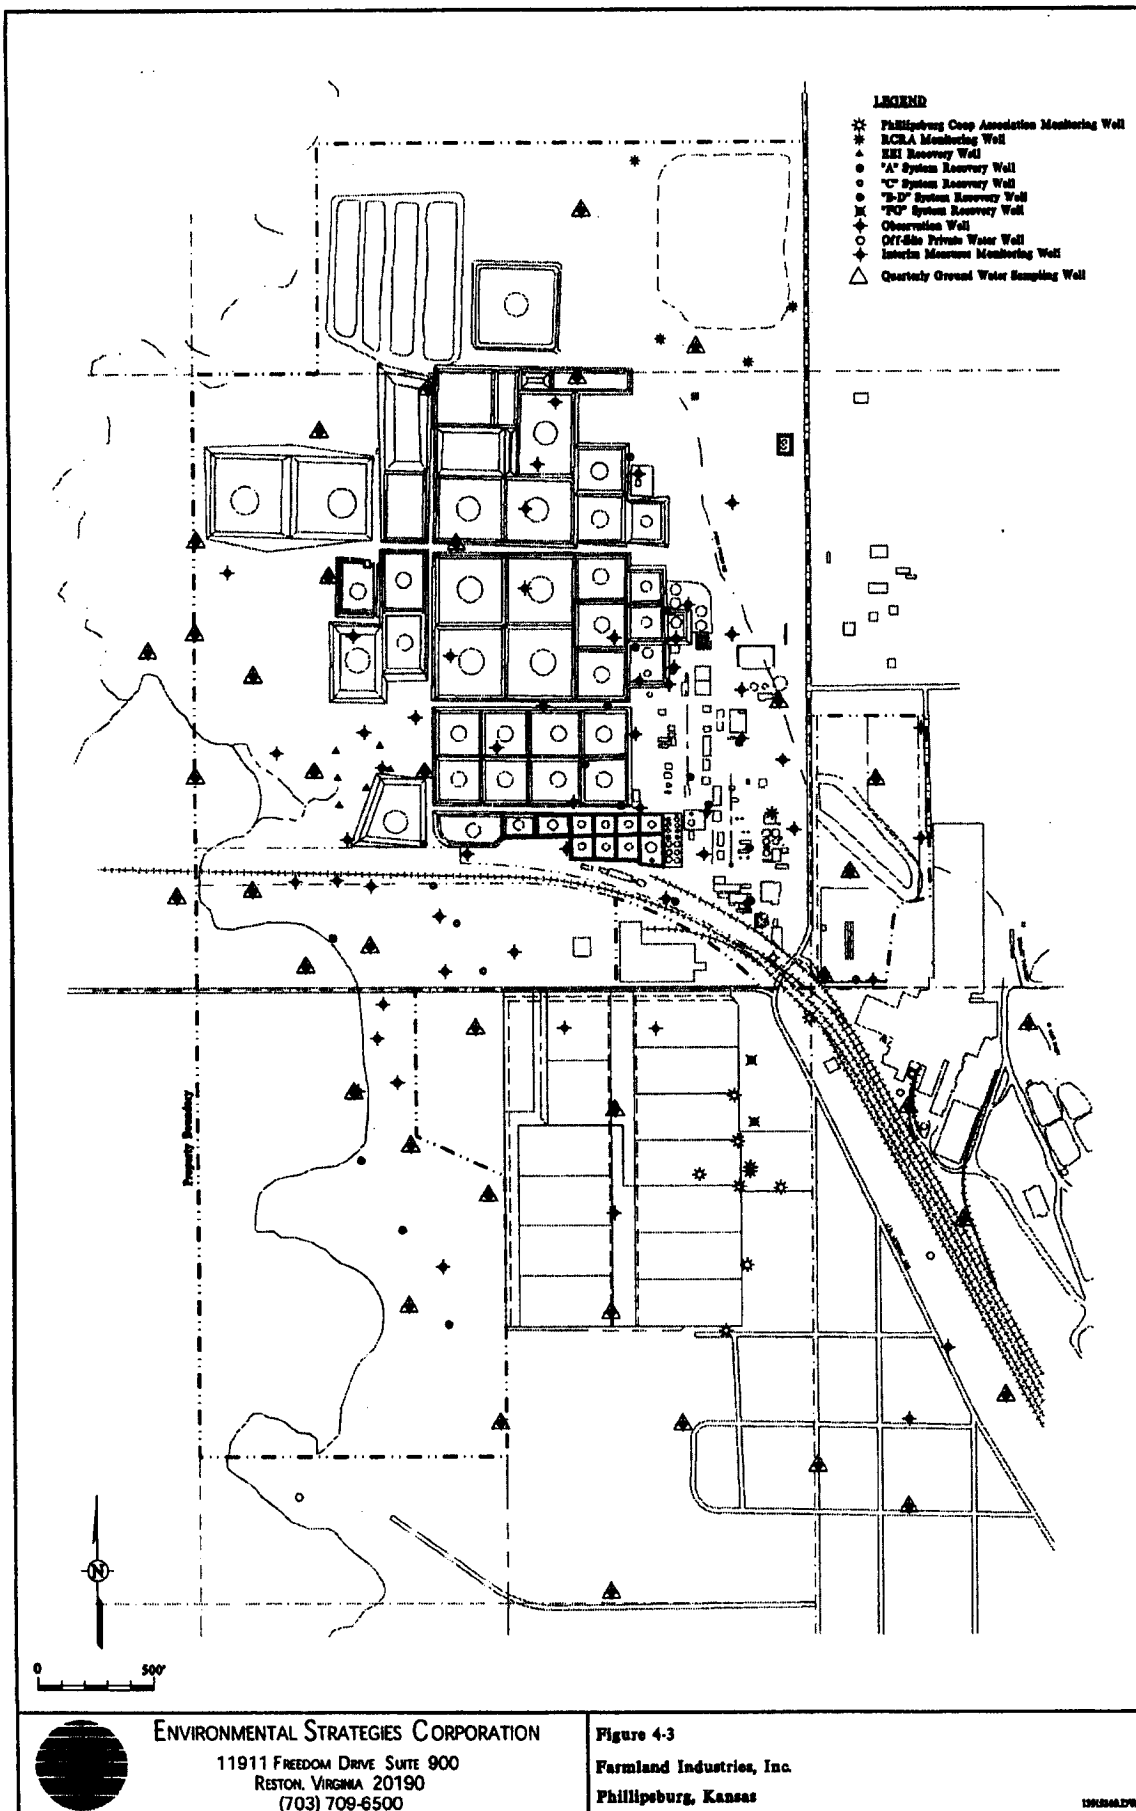 LEGEND
Phillipsburg Coop Association Monitoring Well
RCRA Monitoring Well
EEI Recovery Well
"A" System Recovery Well
"C" System Recovery Well
"B-D" System Recovery Well
"FG" System Recovery Well
Observation Well
Off-Site Private Water Well
Interim Measures Monitoring Well
Quarterly Ground Water Sampling Well
Property Boundary
N
0 500'
ENVIRONMENTAL STRATEGIES CORPORATION
11911 FREEDOM DRIVE SUITE 900
RESTON, VIRGINIA 20190
(703) 709-6500
Figure 4-3
Farmland Industries, Inc.
Phillipsburg, Kansas